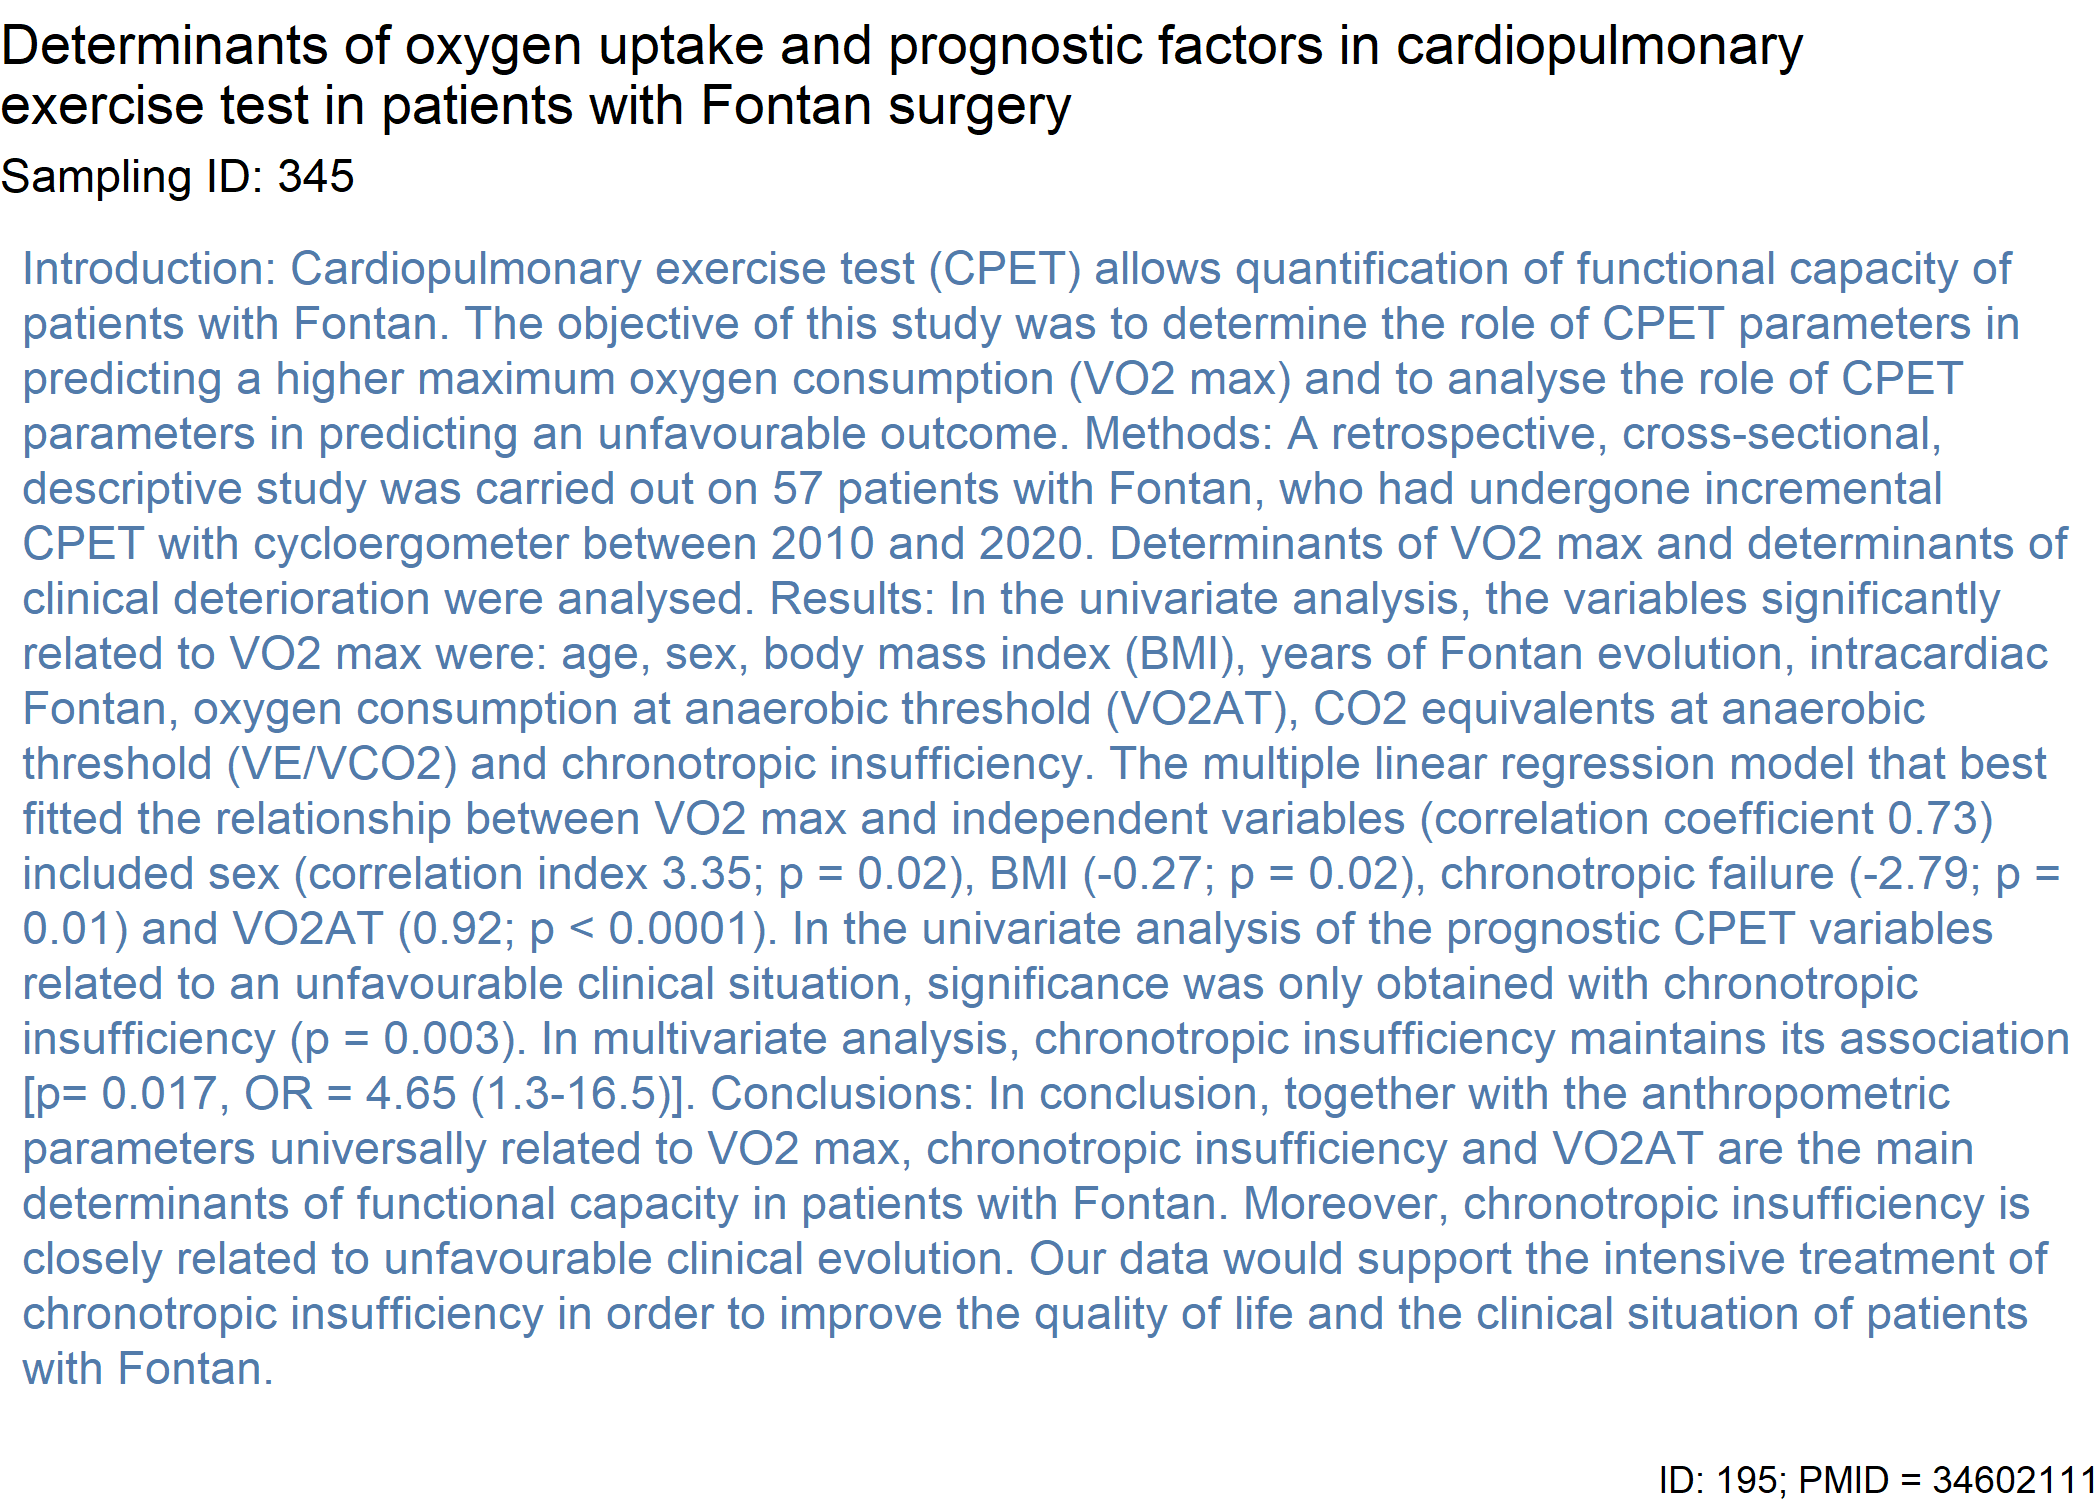 Determinants of oxygen uptake and prognostic factors in cardiopulmonary
exercise test in patients with Fontan surgery
Sampling ID: 345
Introduction: Cardiopulmonary exercise test (CPET) allows quantification of functional capacity of
patients with Fontan. The objective of this study was to determine the role of CPET parameters in
predicting a higher maximum oxygen consumption (VO2 max) and to analyse the role of CPET
parameters in predicting an unfavourable outcome. Methods: A retrospective, cross-sectional,
descriptive study was carried out on 57 patients with Fontan, who had undergone incremental
CPET with cycloergometer between 2010 and 2020. Determinants of VO2 max and determinants of
clinical deterioration were analysed. Results: In the univariate analysis, the variables significantly
related to VO2 max were: age, sex, body mass index (BMI), years of Fontan evolution, intracardiac
Fontan, oxygen consumption at anaerobic threshold (VO2AT), CO2 equivalents at anaerobic
threshold (VE/VCO2) and chronotropic insufficiency. The multiple linear regression model that best
fitted the relationship between VO2 max and independent variables (correlation coefficient 0.73)
included sex (correlation index 3.35; p = 0.02), BMI (-0.27; p = 0.02), chronotropic failure (-2.79; p =
0.01) and VO2AT (0.92; p < 0.0001). In the univariate analysis of the prognostic CPET variables
related to an unfavourable clinical situation, significance was only obtained with chronotropic
insufficiency (p = 0.003). In multivariate analysis, chronotropic insufficiency maintains its association
[p= 0.017, OR = 4.65 (1.3-16.5)]. Conclusions: In conclusion, together with the anthropometric
parameters universally related to VO2 max, chronotropic insufficiency and VO2AT are the main
determinants of functional capacity in patients with Fontan. Moreover, chronotropic insufficiency is
closely related to unfavourable clinical evolution. Our data would support the intensive treatment of
chronotropic insufficiency in order to improve the quality of life and the clinical situation of patients
with Fontan.
ID: 195; PMID = 34602111